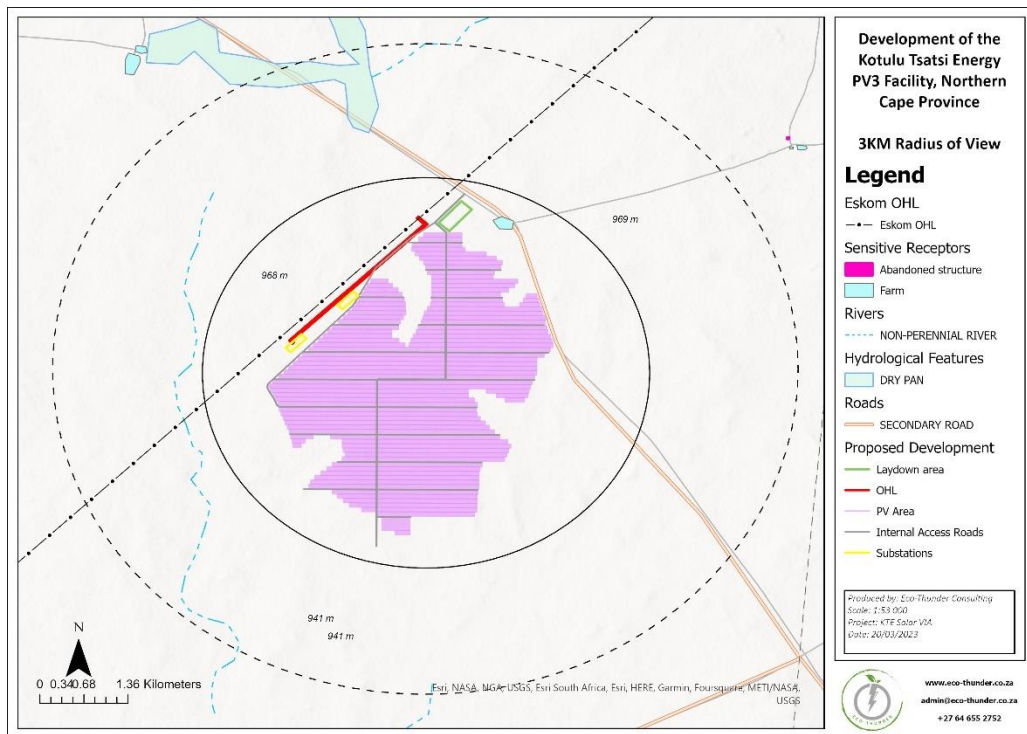 Development of the
Kotulu Tsatsi Energy
PV3 Facility, Northern
Cape Province
3KM Radius of View
Legend
Eskom OHL
Eskom OHL
Sensitive Receptors
Abandoned structure
Farm
Rivers
NON-PERENNIAL RIVER
Hydrological Features
DRY PAN
Roads
SECONDARY ROAD
Proposed Development
Laydown area
OHL
PV Area
Internal Access Roads
Substations
Produced by: Eco-Thunder Consulting
Scale: 1:53 000
Project: KTE Solar VIA
Date: 20/03/2023
www.eco-thunder.co.za
admin@eco-thunder.co.za
+27 64 655 2752
ECO THUNDER
969 m
968 m
941 m
941 m
N
0 0.340.68 1.36 Kilometers
Esri, NASA, NGA, USGS, Esri South Africa, Esri, HERE, Garmin, Foursquare, METI/NASA,
USGS